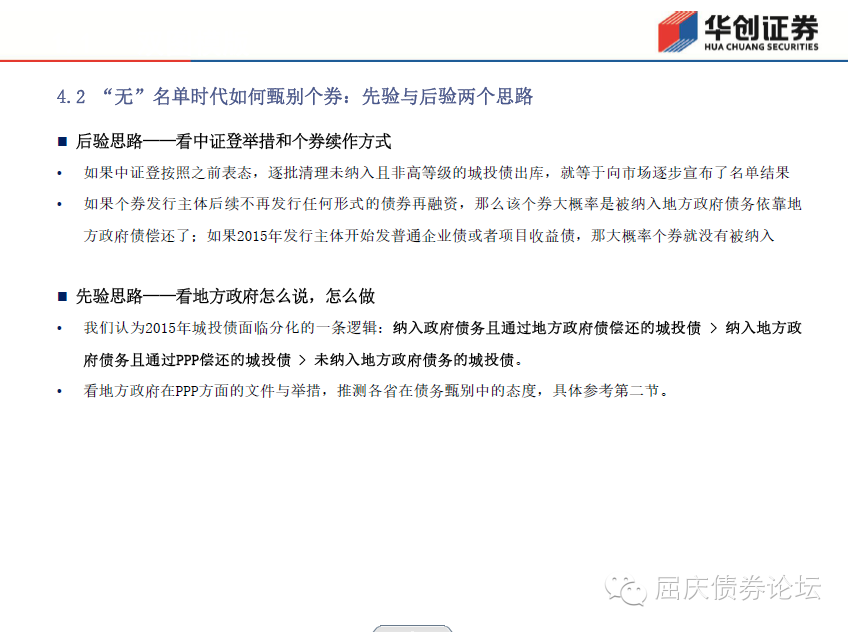 华创证券
HUA CHUANG SECURITIES
4.2 “无”名单时代如何甄别个券：先验与后验两个思路
■ 后验思路——看中证登举措和个券续作方式
• 如果中证登按照之前表态，逐批清理未纳入且非高等级的城投债出库，就等于向市场逐步宣布了名单结果
• 如果个券发行主体后续不再发行任何形式的债券再融资，那么该个券大概率是被纳入地方政府债务依靠地
方政府债偿还了；如果2015年发行主体开始发普通企业债或者项目收益债，那大概率个券就没有被纳入
■ 先验思路——看地方政府怎么说，怎么做
• 我们认为2015年城投债面临分化的一条逻辑：纳入政府债务且通过地方政府债偿还的城投债 > 纳入地方政
府债务且通过PPP偿还的城投债 > 未纳入地方政府债务的城投债。
• 看地方政府在PPP方面的文件与举措，推测各省在债务甄别中的态度，具体参考第二节。
屈庆债券论坛